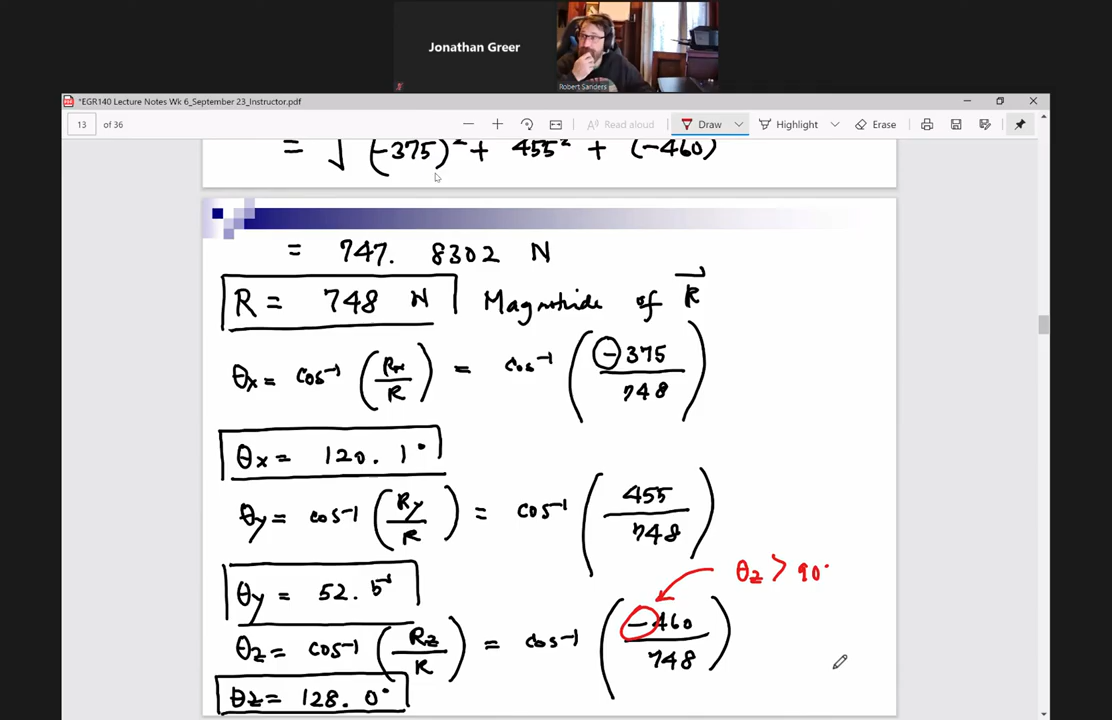 Jonathan Greer
Robert Sanders
*EGR140 Lecture Notes Wk 6_September 23_Instructor.pdf
13 of 36 Read aloud Draw Highlight Erase
= √ (-375)² + 455² + (-460)
= 747. 8302 N
R = 748 N Magnitude of R⃗
θx = cos⁻¹ (Rx/R) = cos⁻¹ (-375/748)
θx = 120. 1°
θy = cos⁻¹ (Ry/R) = cos⁻¹ (455/748)
θz > 90°
θy = 52. 5°
θz = cos⁻¹ (Rz/R) = cos⁻¹ (-460/748)
θz = 128. 0°